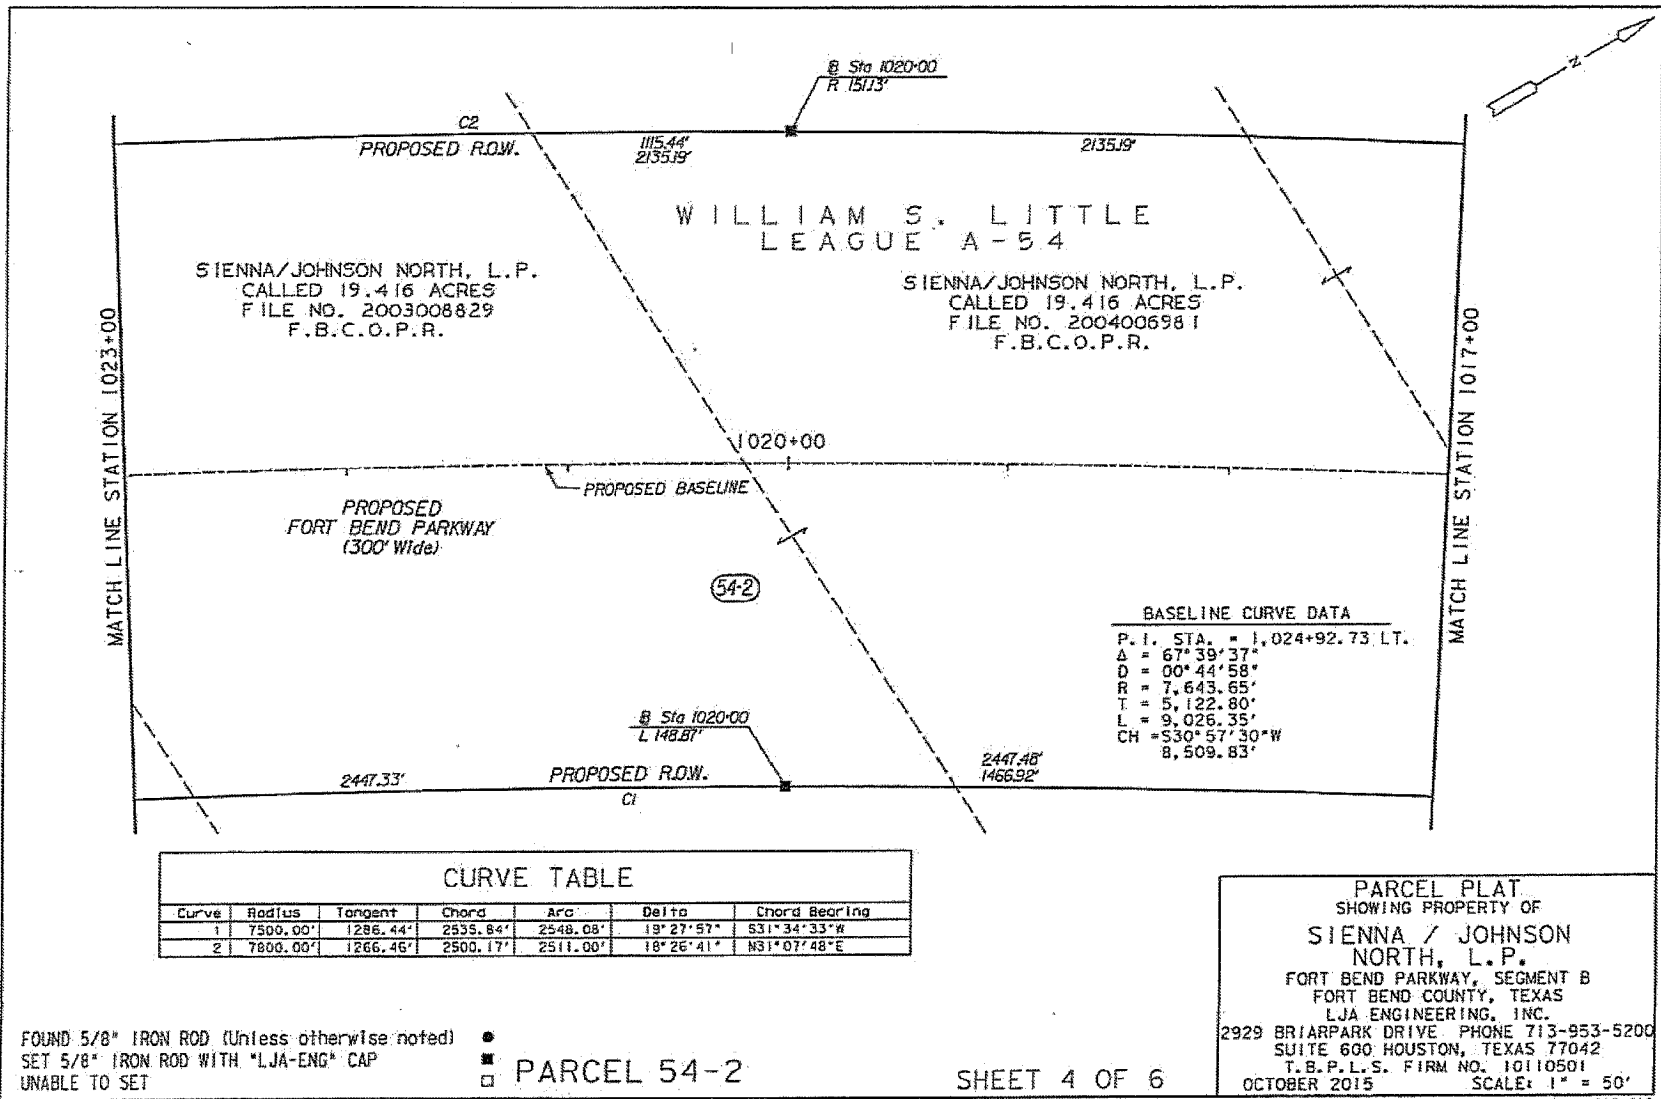 N
B Sta 1020+00
R 151.13'
C2
PROPOSED R.O.W.
1115.44'
2135.19'
2135.19'
WILLIAM S. LITTLE
LEAGUE A-54
SIENNA/JOHNSON NORTH, L.P.
CALLED 19.416 ACRES
FILE NO. 2003008829
F.B.C.O.P.R.
SIENNA/JOHNSON NORTH, L.P.
CALLED 19.416 ACRES
FILE NO. 2004006981
F.B.C.O.P.R.
MATCH LINE STATION 1023+00
MATCH LINE STATION 1017+00
1020+00
PROPOSED BASELINE
PROPOSED
FORT BEND PARKWAY
(300' Wide)
54-2
BASELINE CURVE DATA
P.I. STA. = 1,024+92.73 LT.
Δ = 67°39'37"
D = 00°44'58"
R = 7,643.65'
T = 5,122.80'
L = 9,026.35'
CH =S30°57'30"W
8,509.83'
B Sta 1020+00
L 148.87'
2447.33'
PROPOSED R.O.W.
C1
2447.48'
1466.92'
CURVE TABLE
Curve Radius Tangent Chord Arc Delta Chord Bearing
1 7500.00' 1286.44' 2535.84' 2548.08' 19°27'57" S31°34'33"W
2 7800.00' 1266.46' 2500.17' 2511.00' 18°26'41" N31°07'48"E
FOUND 5/8" IRON ROD (Unless otherwise noted)
SET 5/8" IRON ROD WITH "LJA-ENG" CAP
UNABLE TO SET
PARCEL 54-2
SHEET 4 OF 6
PARCEL PLAT
SHOWING PROPERTY OF
SIENNA / JOHNSON
NORTH, L.P.
FORT BEND PARKWAY, SEGMENT B
FORT BEND COUNTY, TEXAS
LJA ENGINEERING, INC.
2929 BRIARPARK DRIVE PHONE 713-953-5200
SUITE 600 HOUSTON, TEXAS 77042
T.B.P.L.S. FIRM NO. 10110501
OCTOBER 2015 SCALE: 1" = 50'